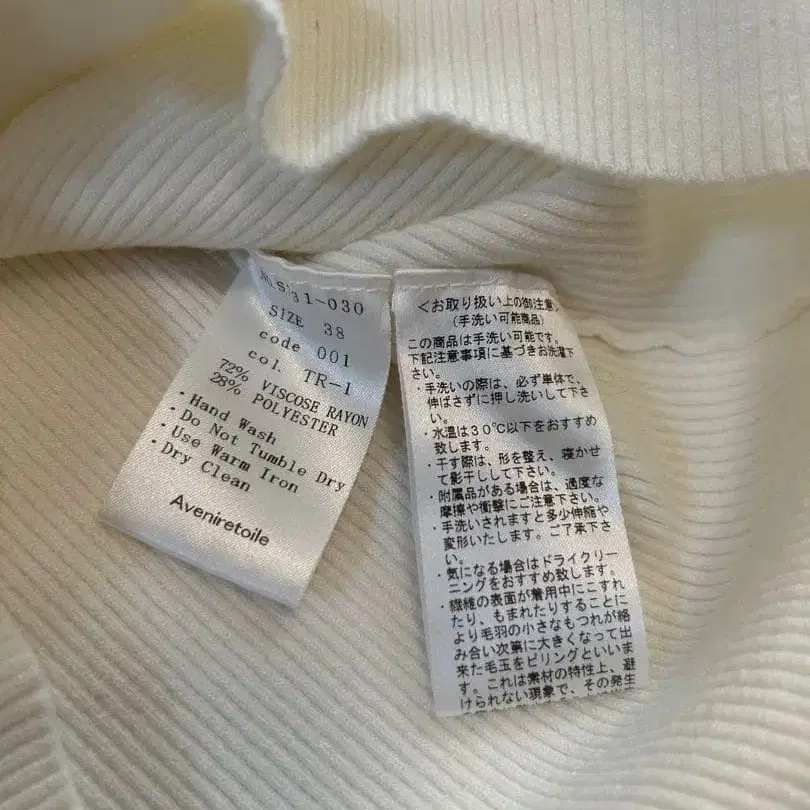 31-030
SIZE 38
code 001
col. TR-1
72% VISCOSE RAYON
28% POLYESTER
・Hand Wash
・Do Not Tumble Dry
・Use Warm Iron
・Dry Clean
Aveniretoile
<お取り扱い上の御注意>
(手洗い可能商品)
この商品は手洗い可能です。
下記注意事項に基づきお洗濯下
さい。
・手洗いの際は、必ず単体で、
伸ばさずに押し洗いして下さ
い。
・水温は30℃以下をおすすめ
致します。
・干す際は、形を整え、寝かせ
て影干しして下さい。
・附属品がある場合は、過度な
摩擦や衝撃にご注意下さい。
・手洗いされますと多少伸縮や
変形いたします。ご了承下さ
い。
・気になる場合はドライクリー
ニングをおすすめ致します。
・繊維の表面が着用中にこすれ
たり、もまれたりすることに
より毛羽の小さなもつれが絡
み合い次第に大きくなって出
来た毛玉をピリングといいま
す。これは素材の特性上、避
けられない現象で、その発生